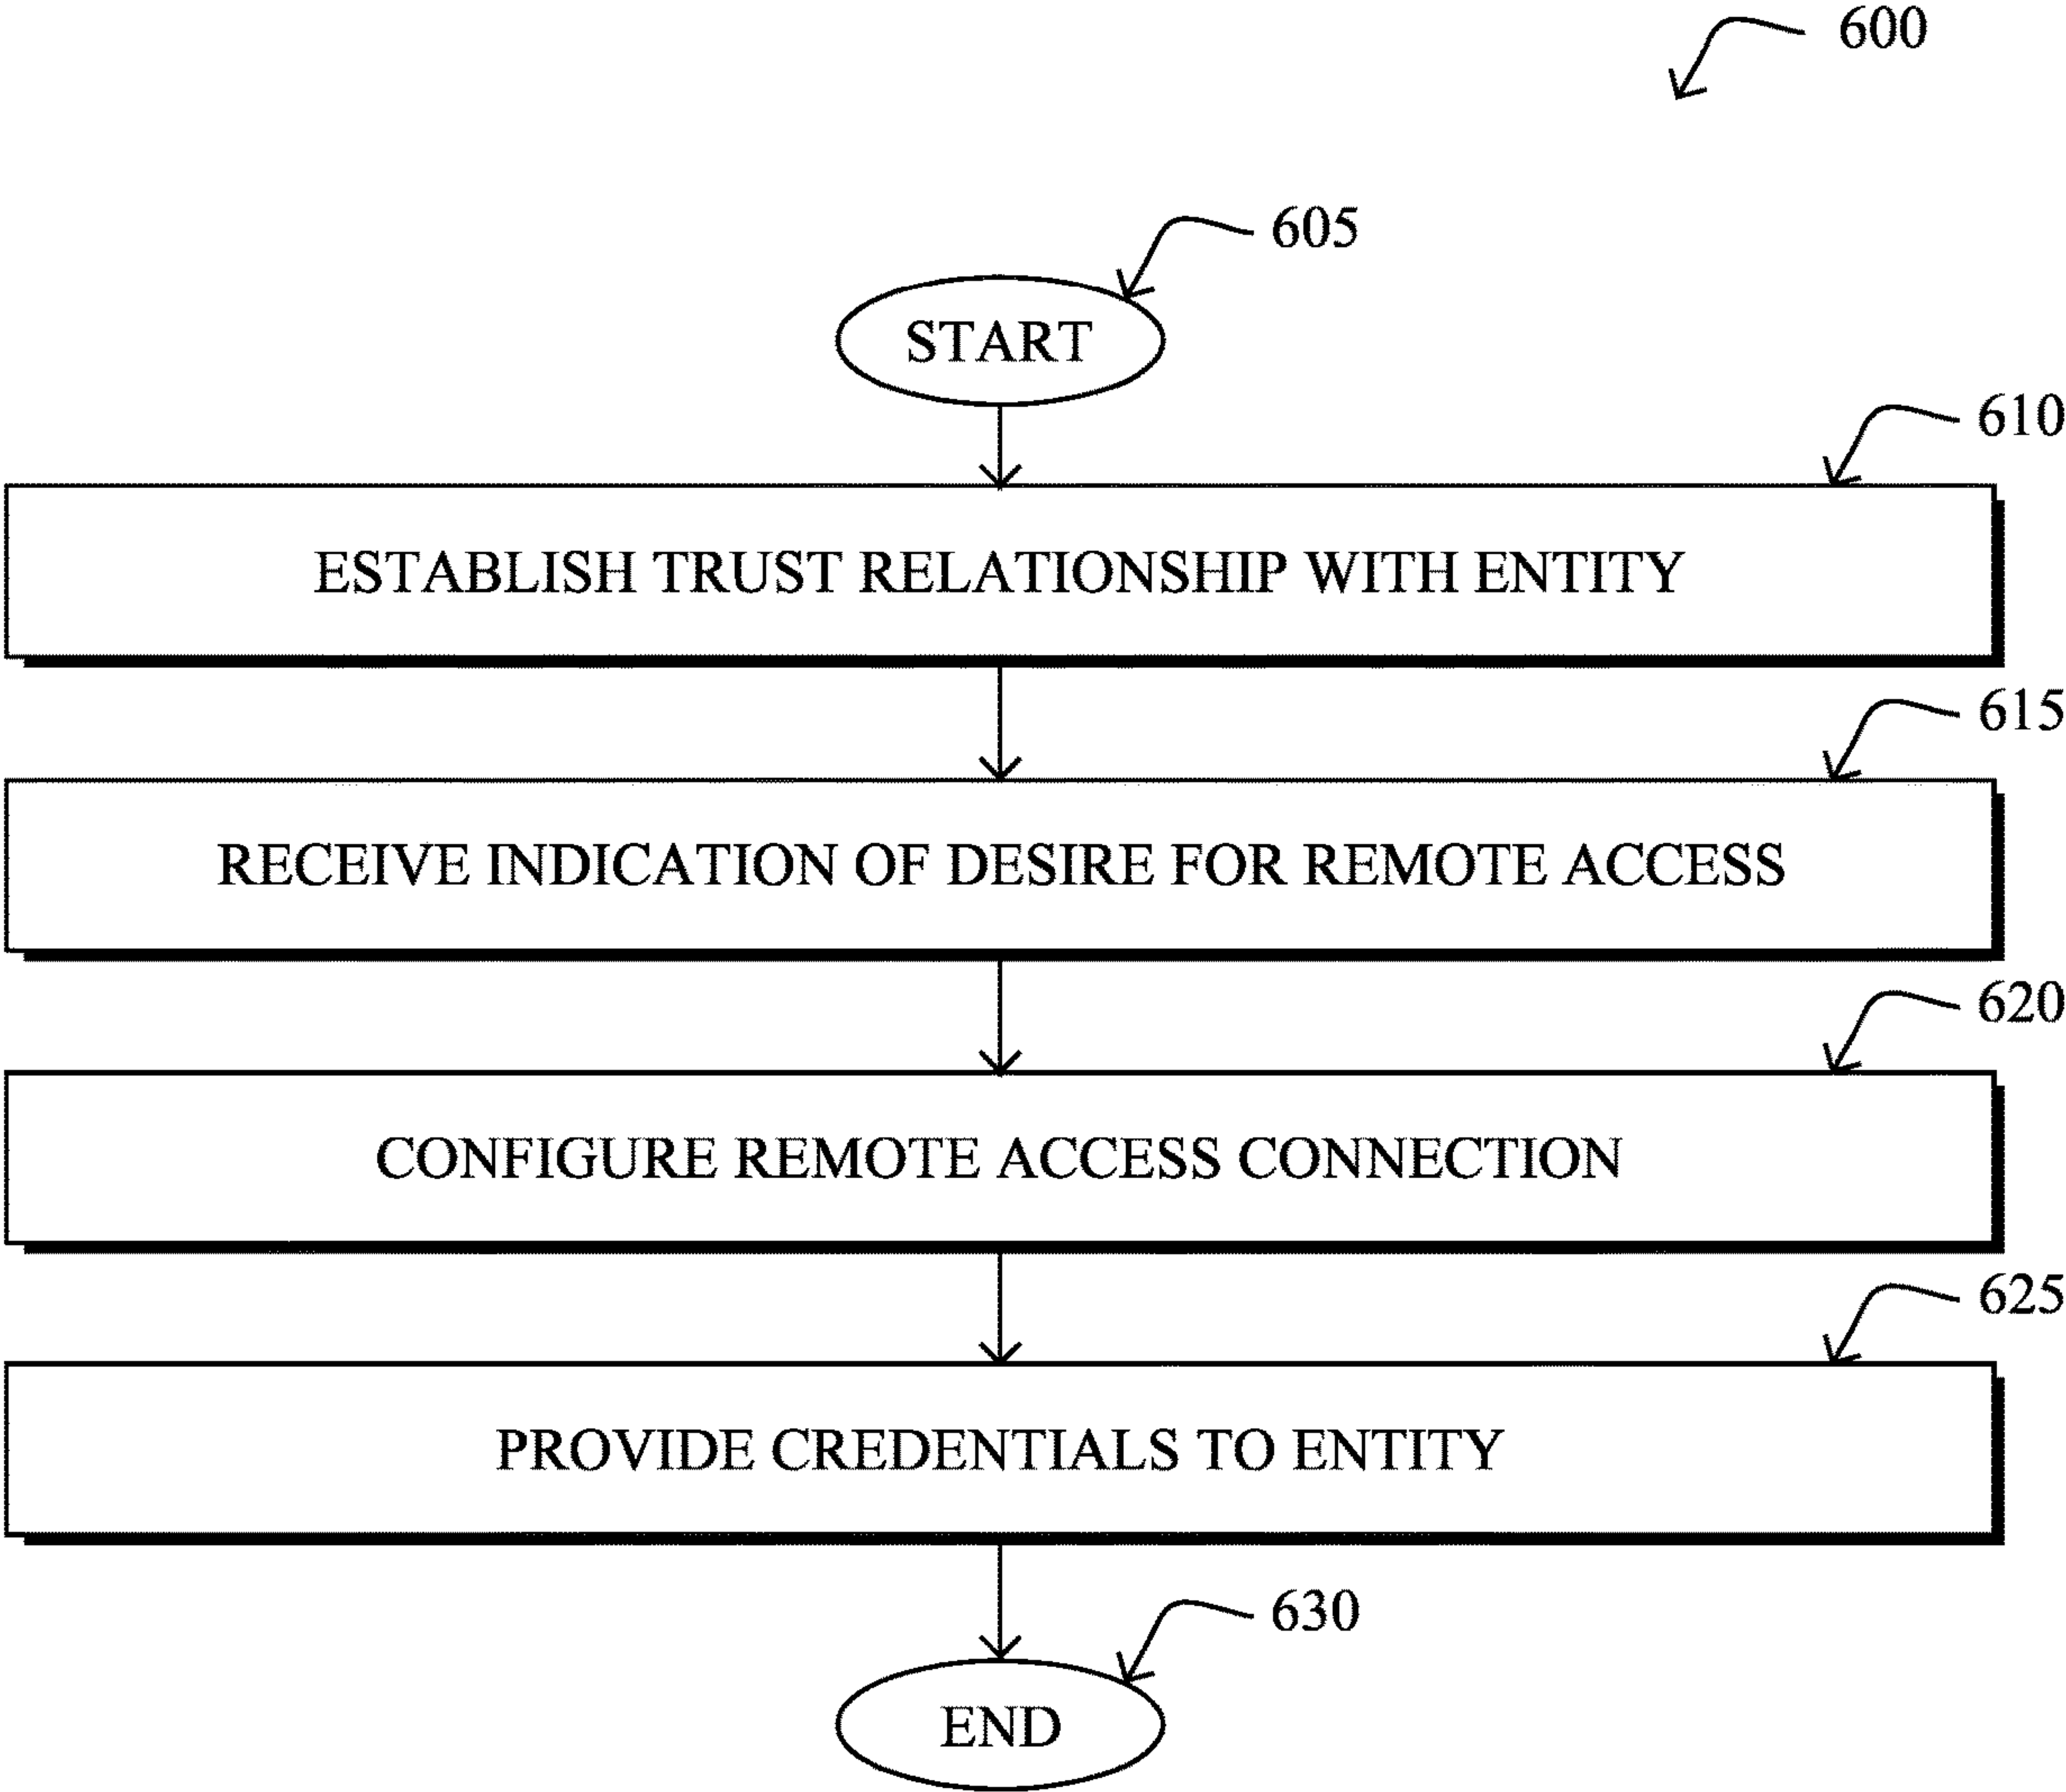 600
605
START
610
ESTABLISH TRUST RELATIONSHIP WITH ENTITY
615
RECEIVE INDICATION OF DESIRE FOR REMOTE ACCESS
620
CONFIGURE REMOTE ACCESS CONNECTION
625
PROVIDE CREDENTIALS TO ENTITY
630
END